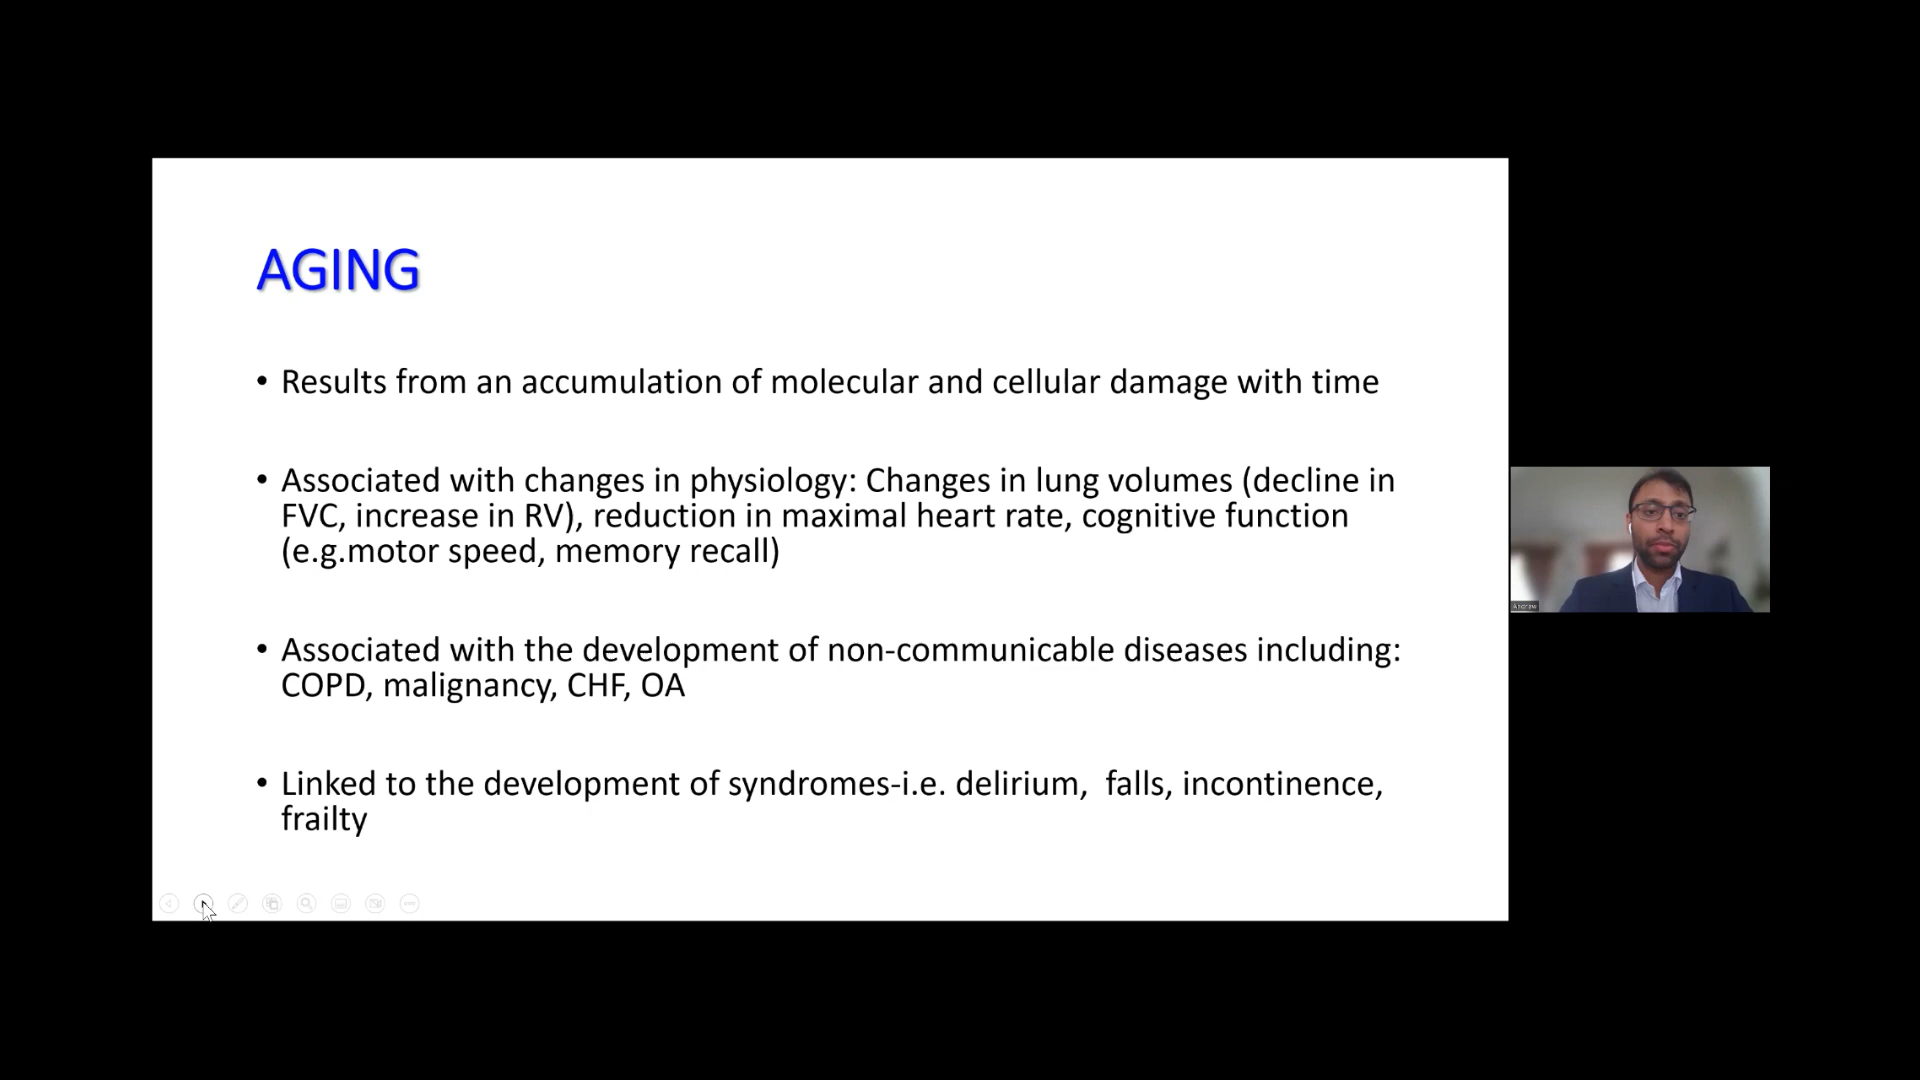 AGING
• Results from an accumulation of molecular and cellular damage with time
• Associated with changes in physiology: Changes in lung volumes (decline in
FVC, increase in RV), reduction in maximal heart rate, cognitive function
(e.g.motor speed, memory recall)
• Associated with the development of non-communicable diseases including:
COPD, malignancy, CHF, OA
• Linked to the development of syndromes-i.e. delirium,  falls, incontinence,
frailty
Andrew